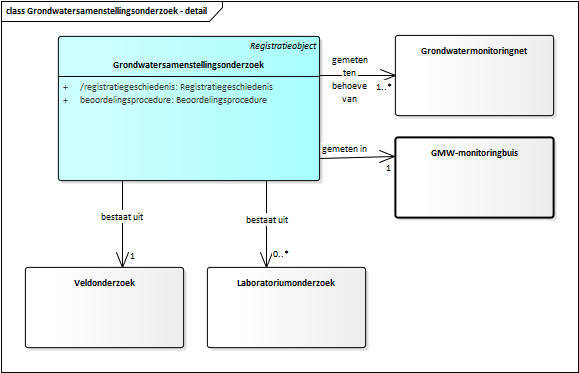 class Grondwatersamenstellingsonderzoek - detail
Registratieobject
Grondwatersamenstellingsonderzoek
+ /registratiegeschiedenis: Registratiegeschiedenis
+ beoordelingsprocedure: Beoordelingsprocedure
gemeten
ten
behoeve
van
1..*
Grondwatermonitoringnet
gemeten in
1
GMW-monitoringbuis
bestaat uit
1
bestaat uit
0..*
Veldonderzoek
Laboratoriumonderzoek